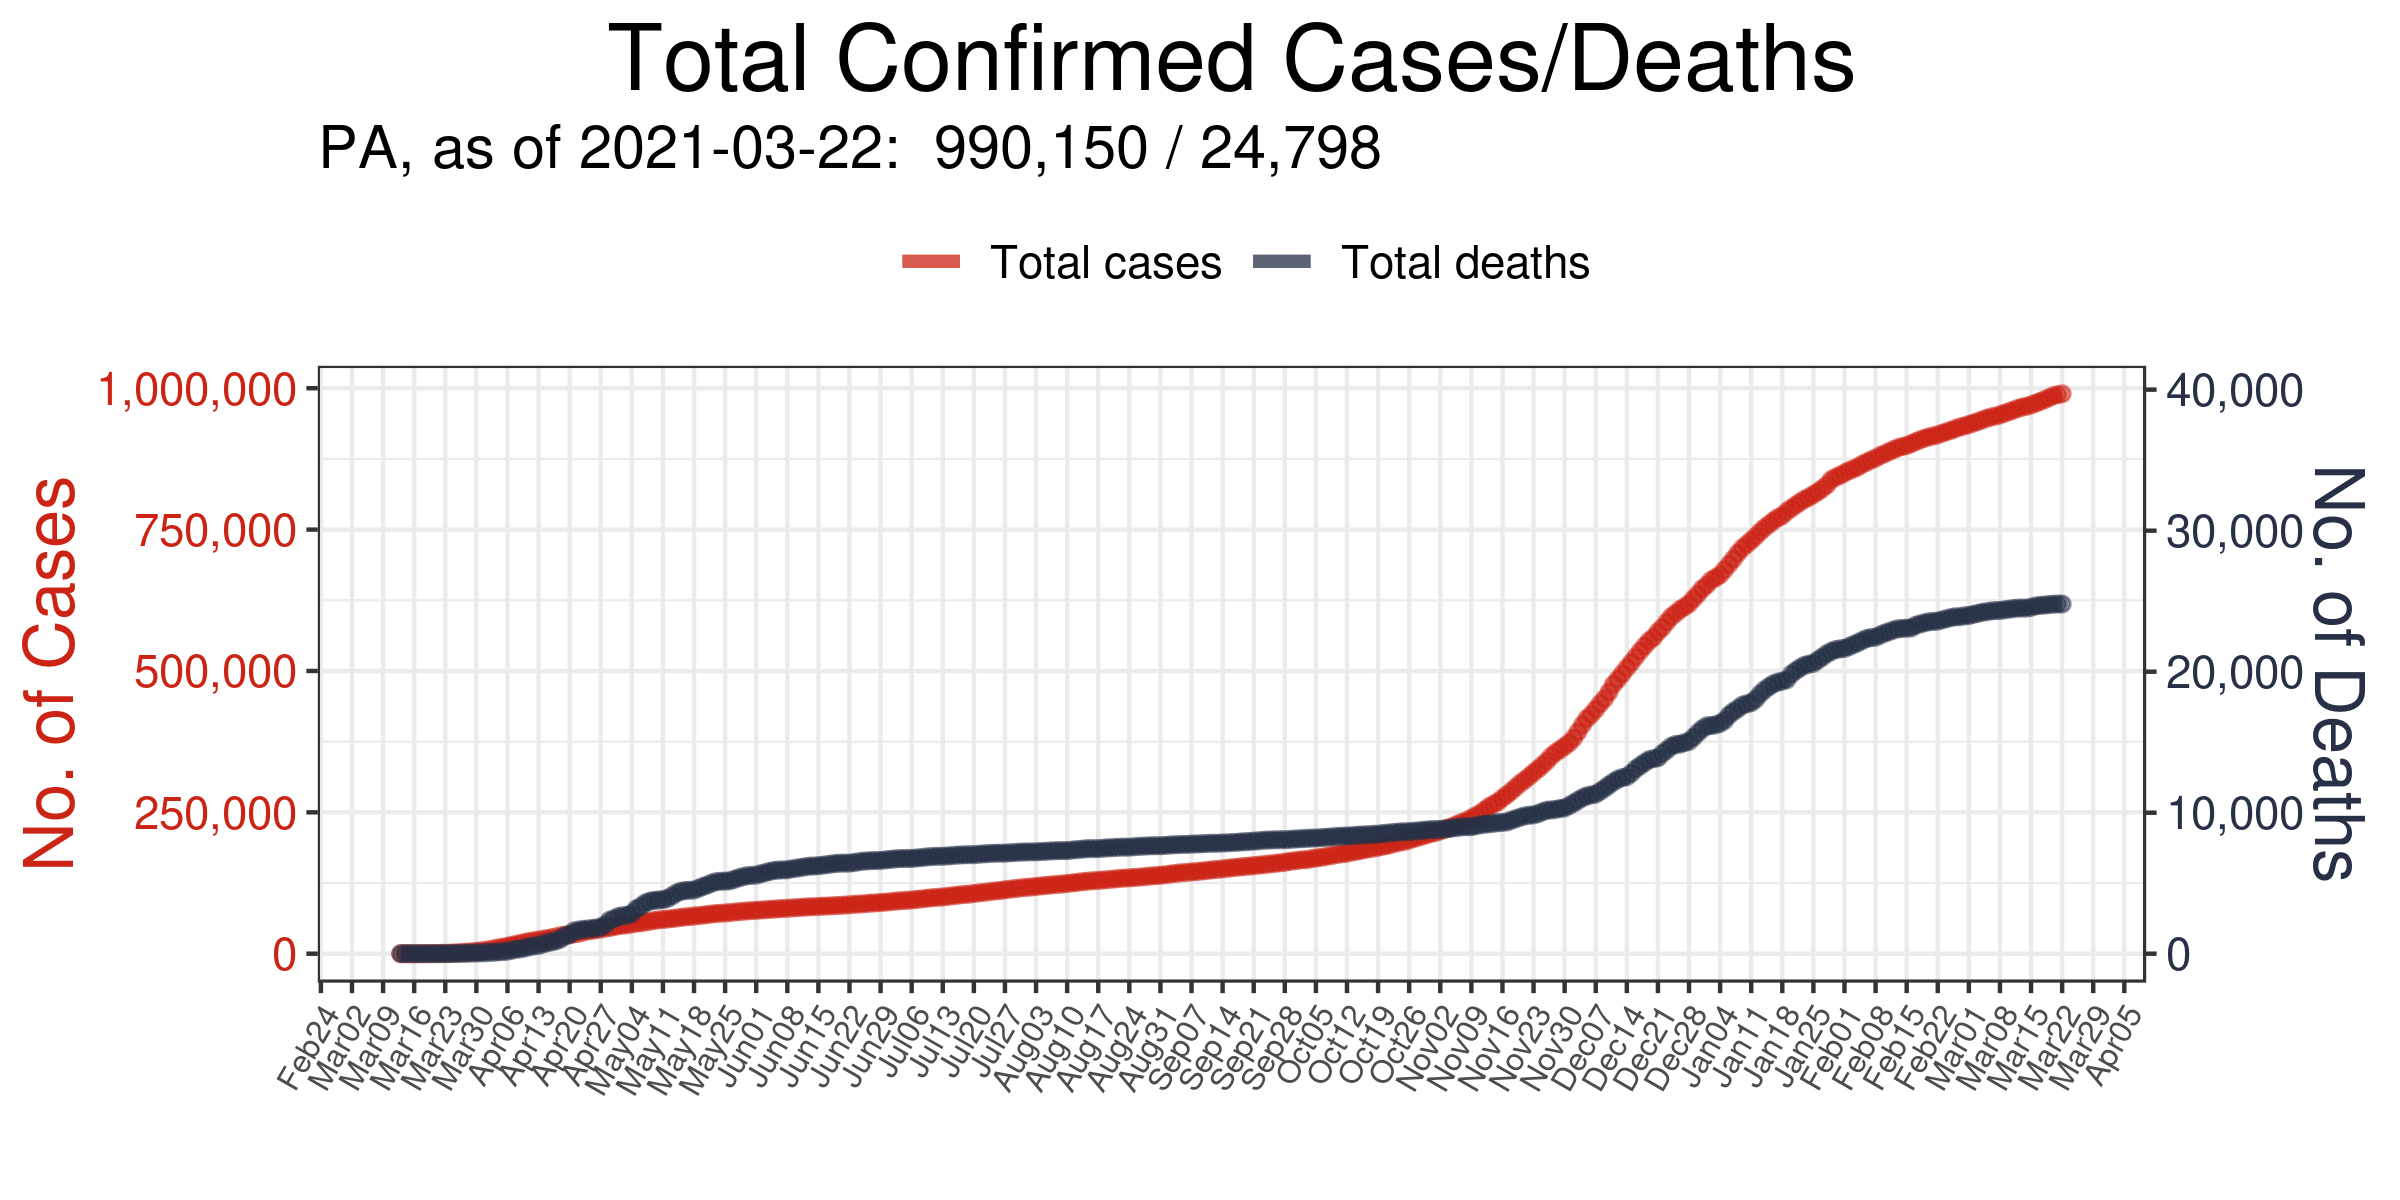 Total Confirmed Cases/Deaths
PA, as of 2021-03-22:  990,150 / 24,798
Total cases
Total deaths
No. of Cases
1,000,000
750,000
500,000
250,000
0
40,000
30,000
20,000
10,000
0
No. of Deaths
Feb24
Mar02
Mar09
Mar16
Mar23
Mar30
Apr06
Apr13
Apr20
Apr27
May04
May11
May18
May25
Jun01
Jun08
Jun15
Jun22
Jun29
Jul06
Jul13
Jul20
Jul27
Aug03
Aug10
Aug17
Aug24
Aug31
Sep07
Sep14
Sep21
Sep28
Oct05
Oct12
Oct19
Oct26
Nov02
Nov09
Nov16
Nov23
Nov30
Dec07
Dec14
Dec21
Dec28
Jan04
Jan11
Jan18
Jan25
Feb01
Feb08
Feb15
Feb22
Mar01
Mar08
Mar15
Mar22
Mar29
Apr05